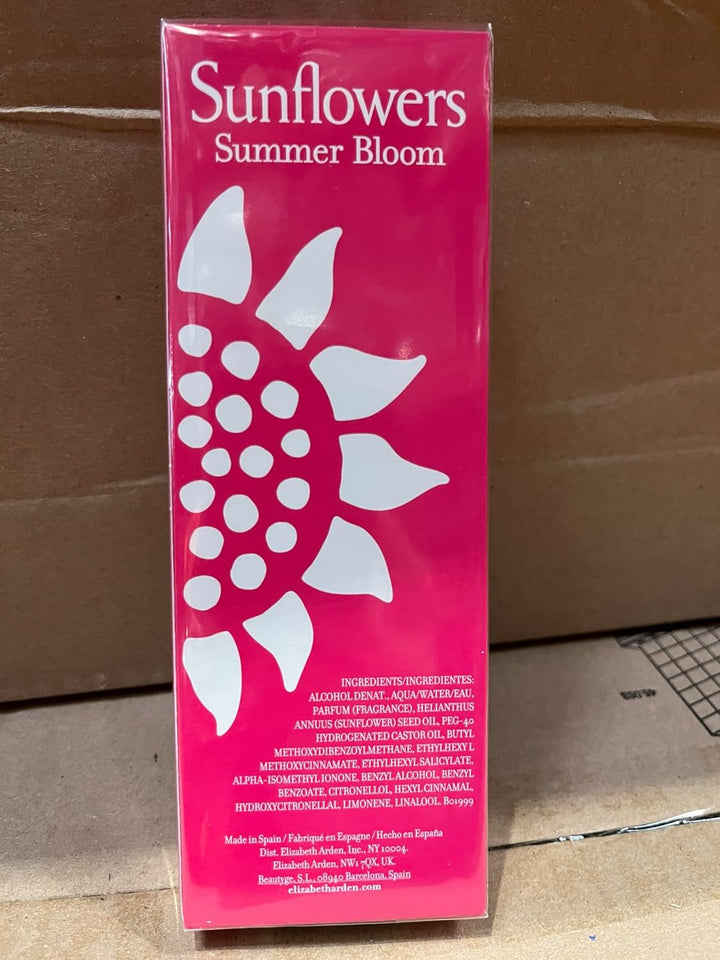 Sunflowers
Summer Bloom
INGREDIENTS/INGREDIENTES:
ALCOHOL DENAT., AQUA/WATER/EAU,
PARFUM (FRAGRANCE), HELIANTHUS
ANNUUS (SUNFLOWER) SEED OIL, PEG-40
HYDROGENATED CASTOR OIL, BUTYL
METHOXYDIBENZOYLMETHANE, ETHYLHEXYL
METHOXYCINNAMATE, ETHYLHEXYL SALICYLATE,
ALPHA-ISOMETHYL IONONE, BENZYL ALCOHOL, BENZYL
BENZOATE, CITRONELLOL, HEXYL CINNAMAL,
HYDROXYCITRONELLAL, LIMONENE, LINALOOL. B01999
Made in Spain / Fabriqué en Espagne / Hecho en España
Dist. Elizabeth Arden, Inc., NY 10004.
Elizabeth Arden, NW1 7QX, UK.
Beautyge, S.L., 08940 Barcelona, Spain
elizabetharden.com